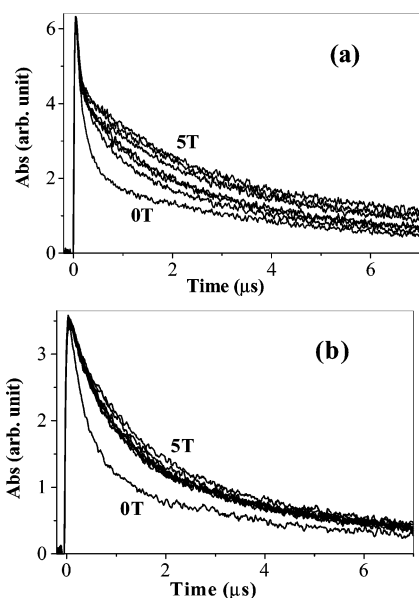 (a)
6
4
2
0
Abs (arb. unit)
5T
0T
0 2 4 6
Time (μs)
(b)
3
2
1
0
Abs (arb. unit)
5T
0T
0 2 4 6
Time (μs)